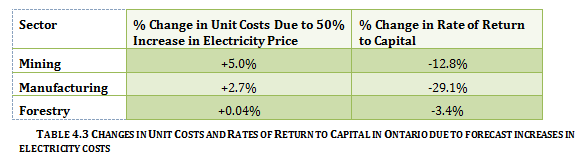 Sector % Change in Unit Costs Due to 50% % Change in Rate of Return
Increase in Electricity Price to Capital
Mining +5.0% -12.8%
Manufacturing +2.7% -29.1%
Forestry +0.04% -3.4%
TABLE 4.3 CHANGES IN UNIT COSTS AND RATES OF RETURN TO CAPITAL IN ONTARIO DUE TO FORECAST INCREASES IN
ELECTRICITY COSTS